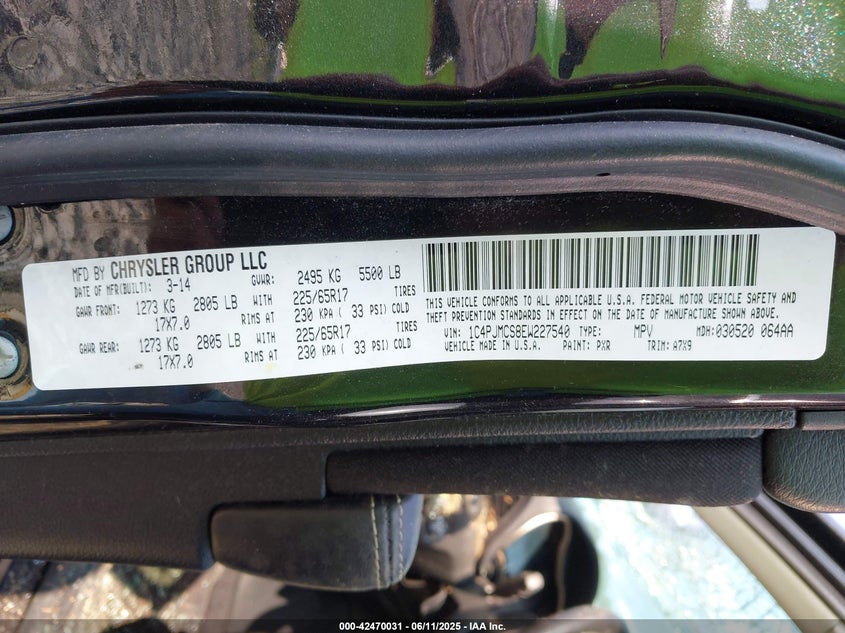 MFD BY CHRYSLER GROUP LLC
DATE OF MFR(BUILT): 3-14 GVWR: 2495 KG 5500 LB
GAWR FRONT: 1273 KG 2805 LB WITH 225/65R17 TIRES
17X7.0 RIMS AT 230 KPA ( 33 PSI) COLD
GAWR REAR: 1273 KG 2805 LB WITH 225/65R17 TIRES
17X7.0 RIMS AT 230 KPA ( 33 PSI) COLD
THIS VEHICLE CONFORMS TO ALL APPLICABLE U.S.A. FEDERAL MOTOR VEHICLE SAFETY AND
THEFT PREVENTION STANDARDS IN EFFECT ON THE DATE OF MANUFACTURE SHOWN ABOVE.
VIN: 1C4PJMCS8EW227540 TYPE: MPV MDH: 030520 064AA
VEHICLE MADE IN U.S.A. PAINT: PXR TRIM: A7X9
000-42470031 - 06/11/2025 - IAA Inc.